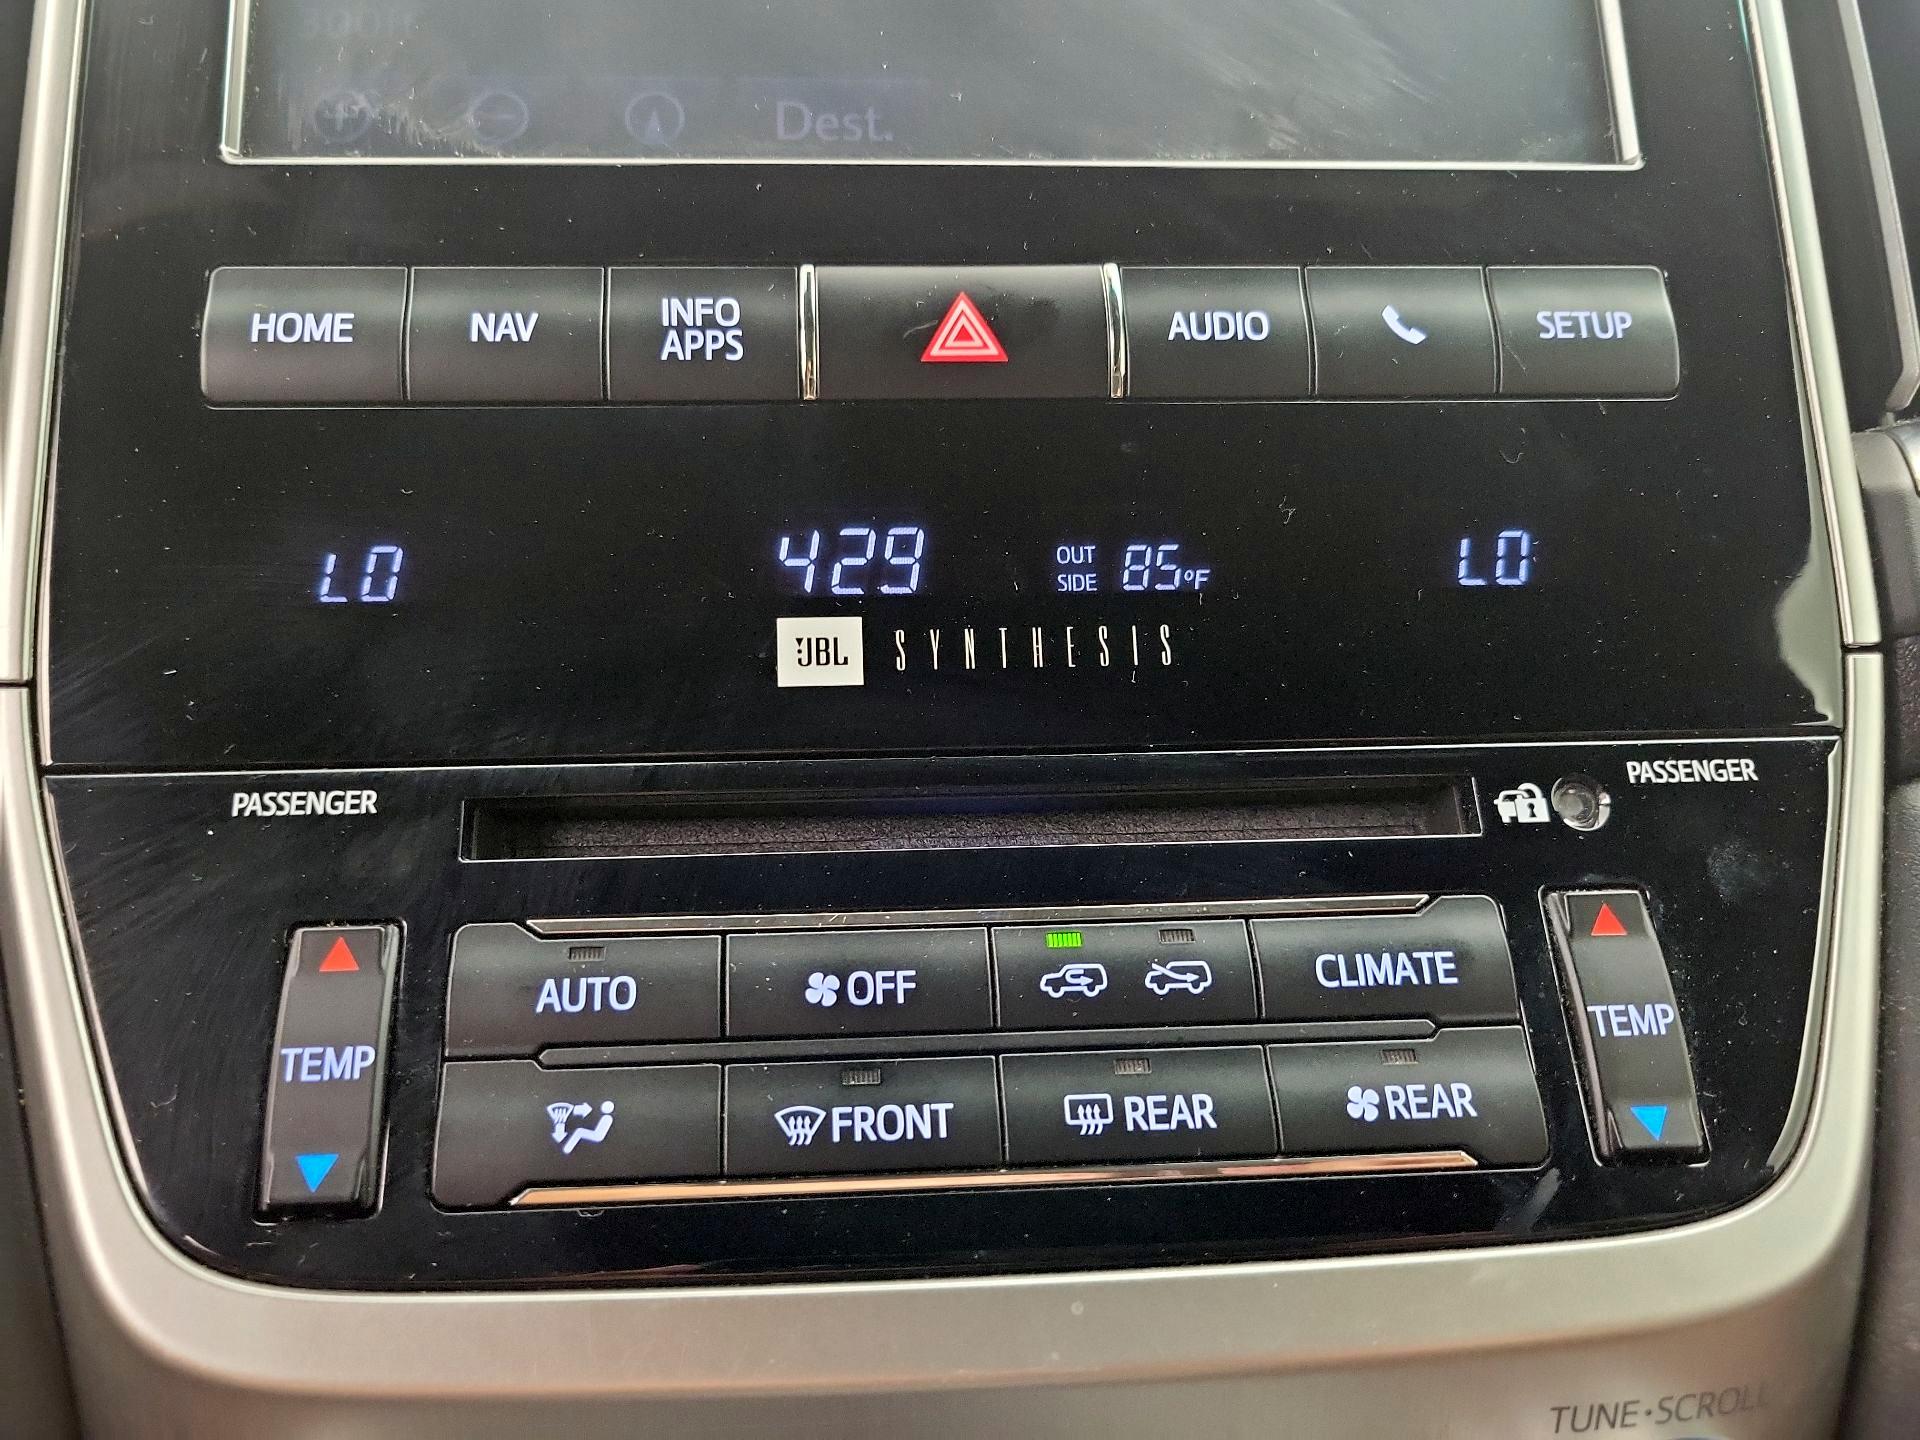 Dest.
HOME
NAV
INFO
APPS
AUDIO
SETUP
LO
429
OUT
SIDE
85°F
LO
JBL SYNTHESIS
PASSENGER
PASSENGER
AUTO
OFF
CLIMATE
TEMP
TEMP
FRONT
REAR
REAR
TUNE·SCROLL